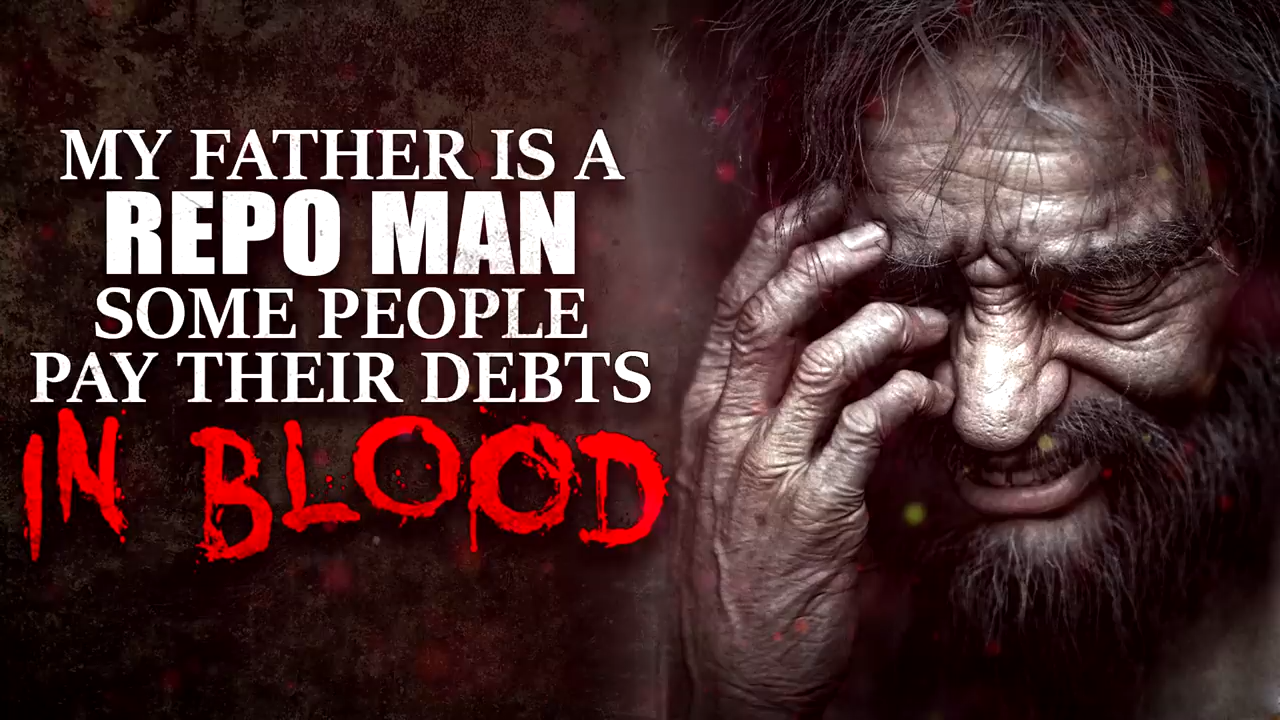 MY FATHER IS A
REPO MAN
SOME PEOPLE
PAY THEIR DEBTS
IN BLOOD